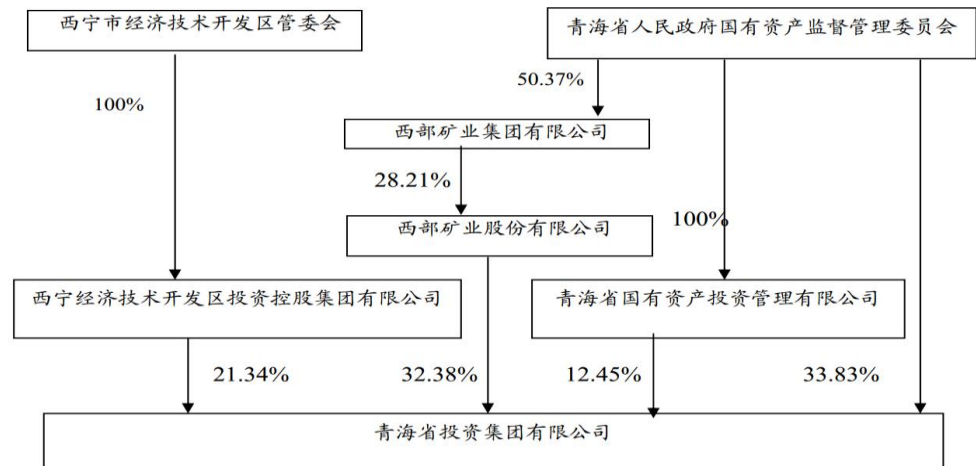 西宁市经济技术开发区管委会
青海省人民政府国有资产监督管理委员会
50.37%
100%
西部矿业集团有限公司
28.21%
西部矿业股份有限公司
100%
西宁经济技术开发区投资控股集团有限公司
青海省国有资产投资管理有限公司
21.34%
32.38%
12.45%
33.83%
青海省投资集团有限公司